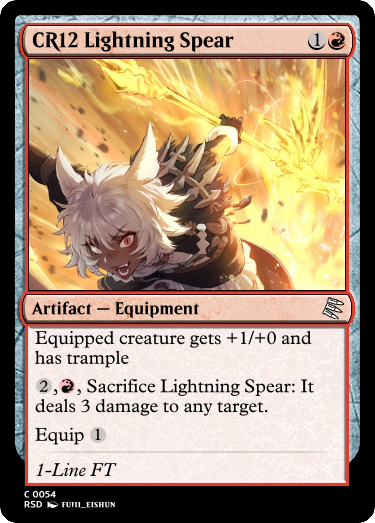 CR12 Lightning Spear 1
Artifact — Equipment
Equipped creature gets +1/+0 and
has trample
2, , Sacrifice Lightning Spear: It
deals 3 damage to any target.
Equip 1
1-Line FT
C 0054
RSD FUJI_EISHUN